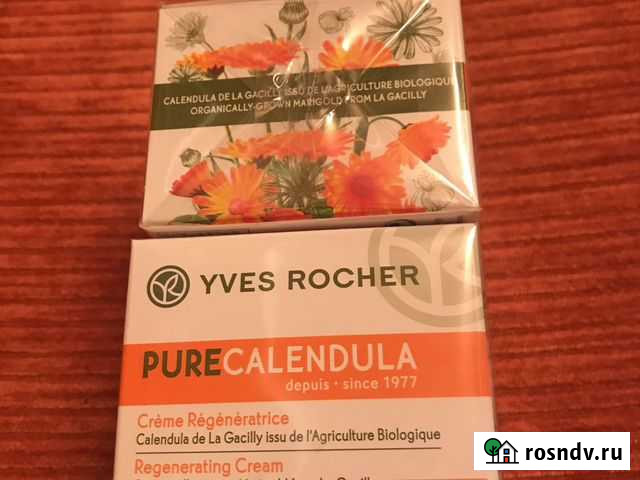 CALENDULA DE LA GACILLY ISSU DE L'AGRICULTURE BIOLOGIQUE
ORGANICALLY-GROWN MARIGOLD FROM LA GACILLY
YVES ROCHER
PURECALENDULA
depuis · since 1977
Crème Régénératrice
Calendula de La Gacilly issu de l'Agriculture Biologique
Regenerating Cream
rosndv.ru